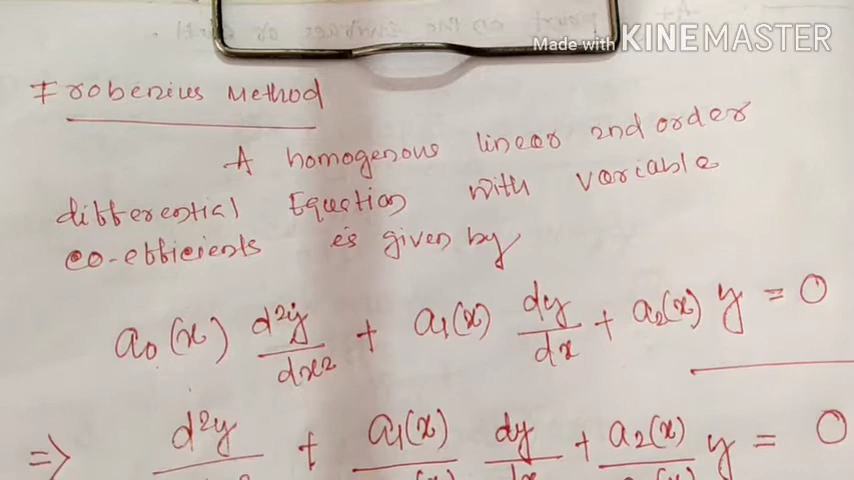 Made with KINEMASTER
Frobenius Method
A homogenous linear 2nd order
differential Equation with variable
co-efficients is given by
a₀(x) d²y/dx² + a₁(x) dy/dx + a₂(x) y = 0
=> d²y + a₁(x) dy + a₂(x) y = 0